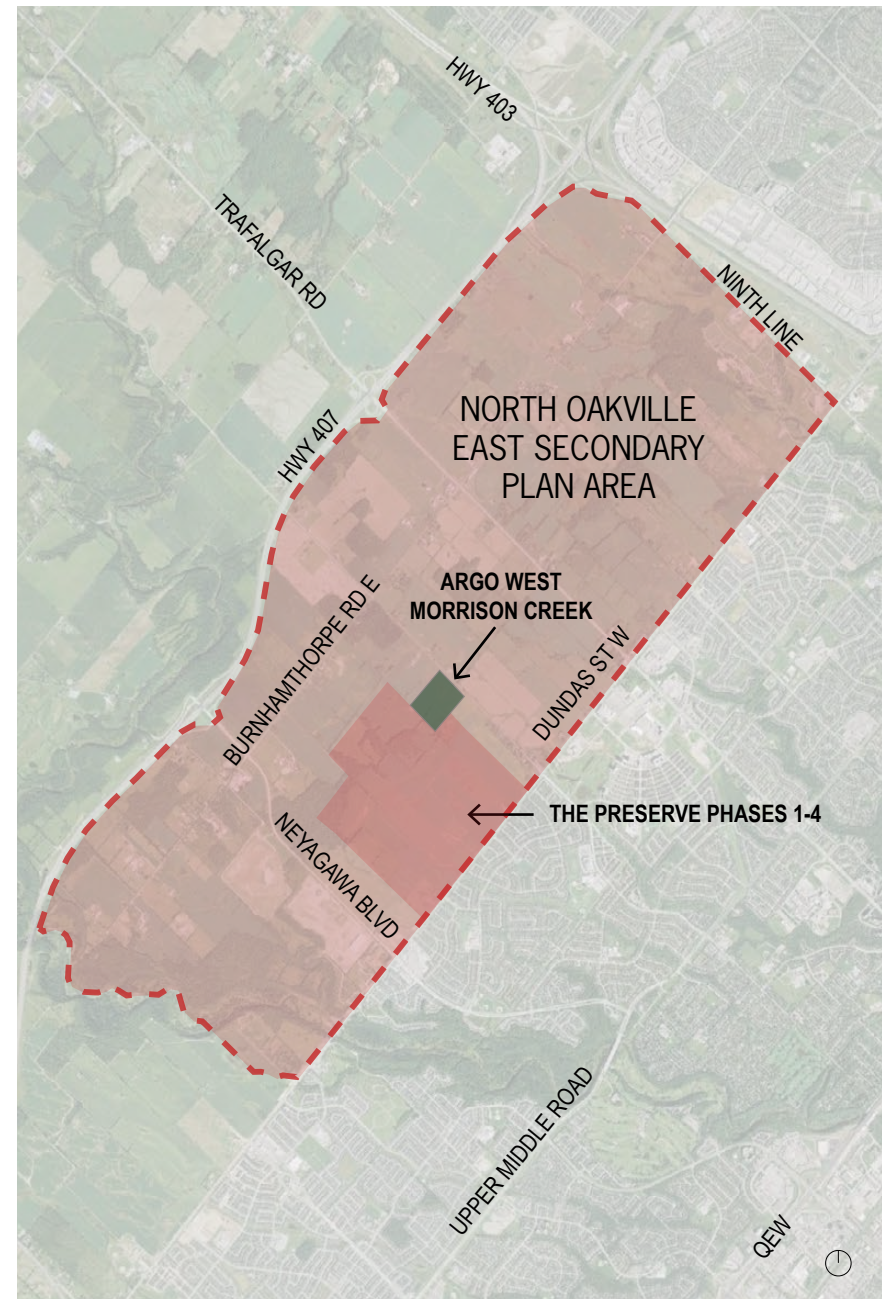 HWY 403
TRAFALGAR RD
NINTH LINE
NORTH OAKVILLE
EAST SECONDARY
PLAN AREA
HWY 407
ARGO WEST
MORRISON CREEK
BURNHAMTHORPE RD E
DUNDAS ST W
THE PRESERVE PHASES 1-4
NEYAGAWA BLVD
UPPER MIDDLE ROAD
QEW